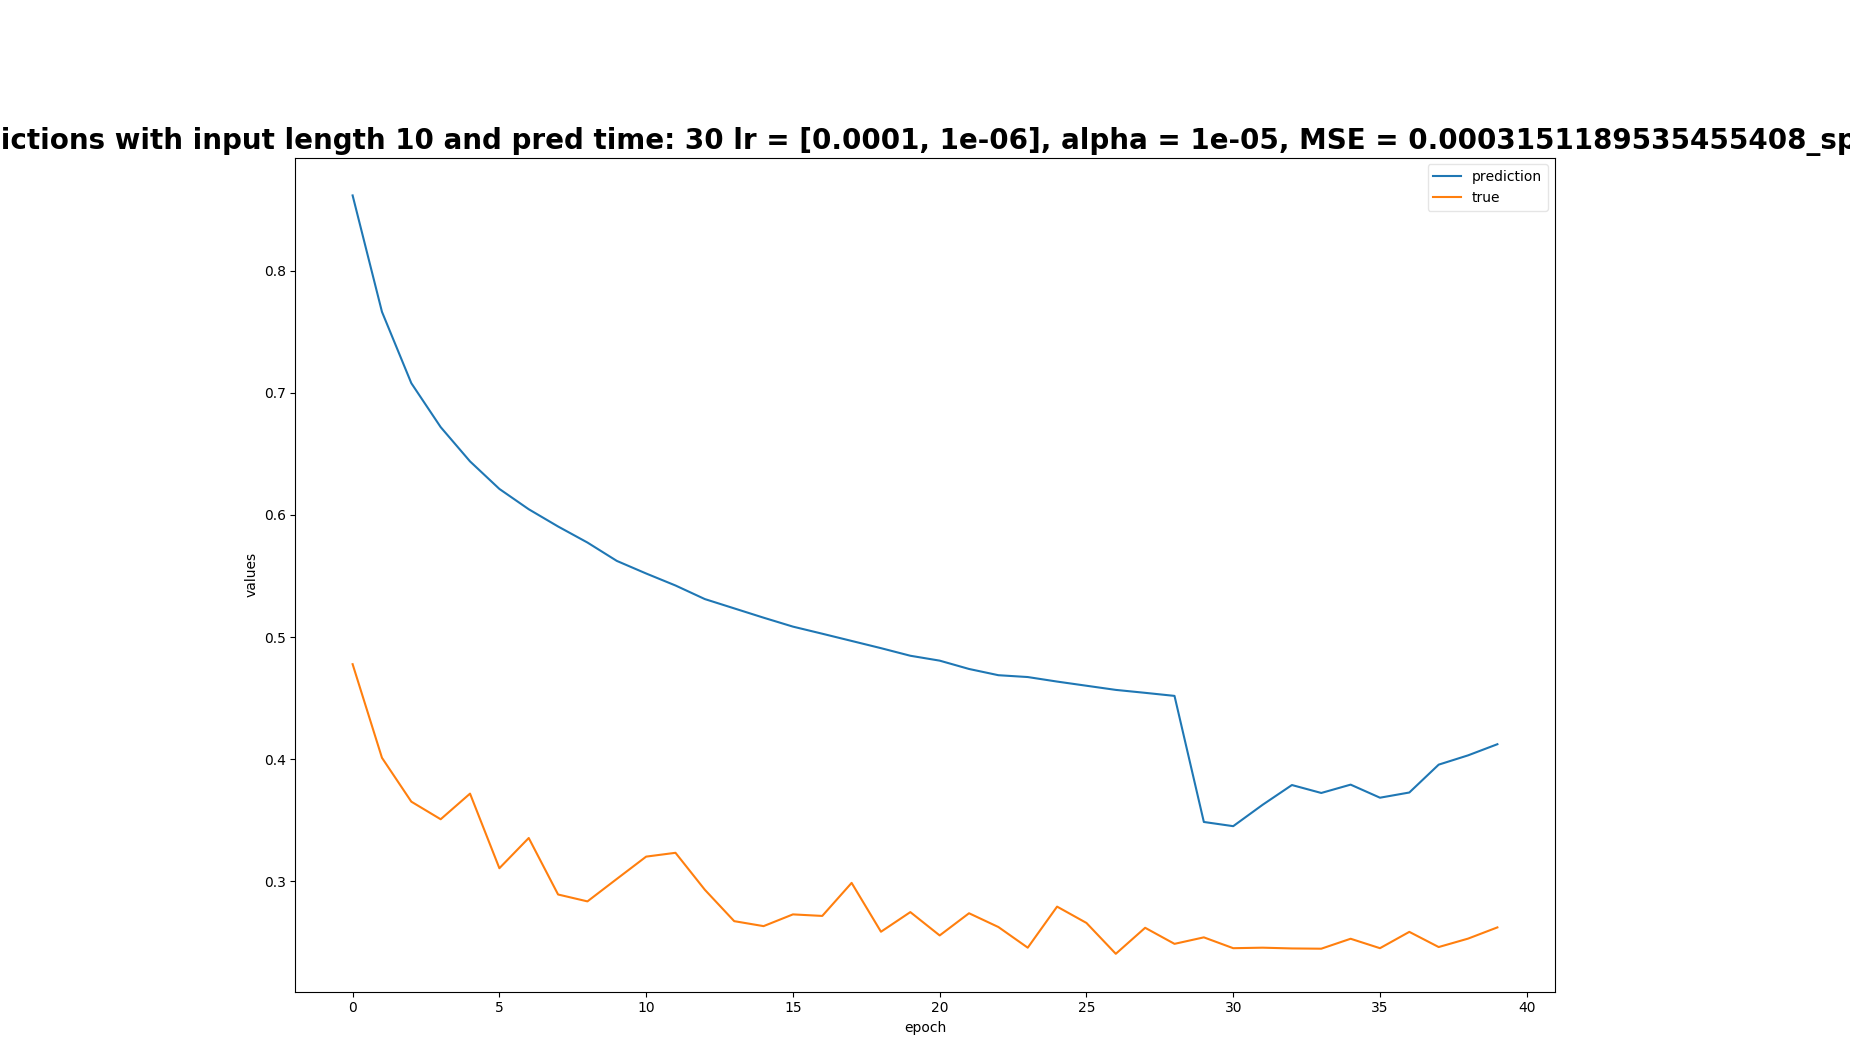 ictions with input length 10 and pred time: 30 lr = [0.0001, 1e-06], alpha = 1e-05, MSE = 0.0003151189535455408_sp
prediction
true
0.8
0.7
0.6
0.5
0.4
0.3
values
0 5 10 15 20 25 30 35 40
epoch